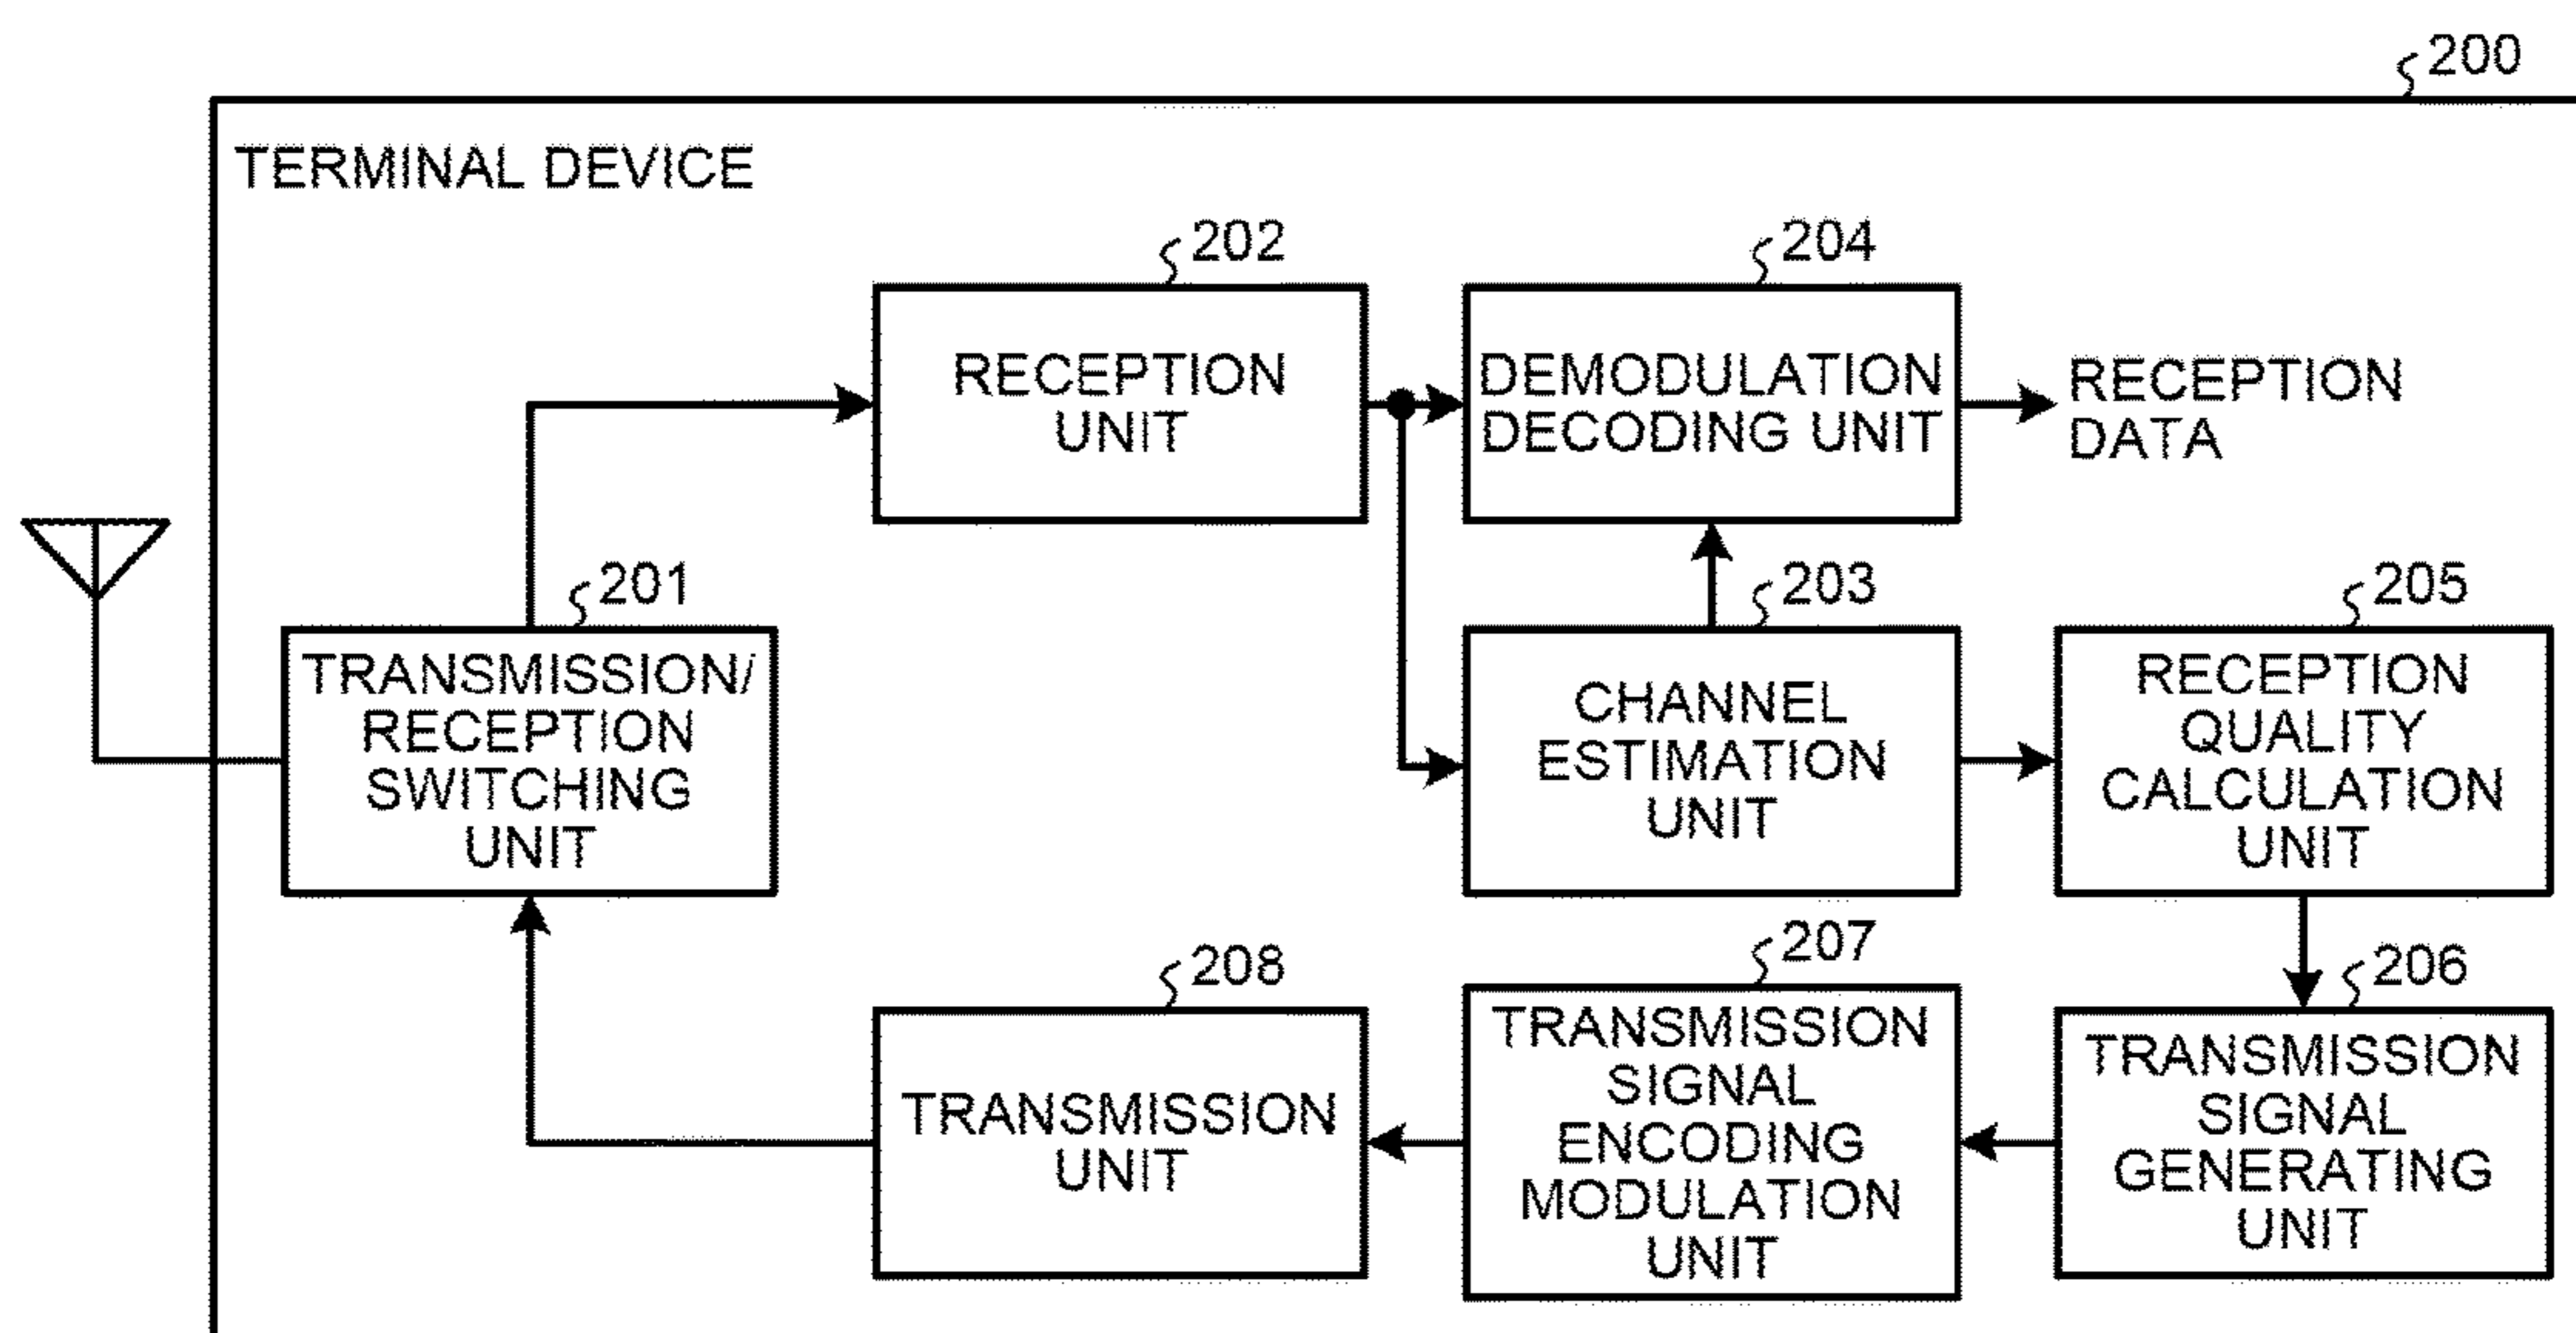 200
TERMINAL DEVICE
202
RECEPTION
UNIT
204
DEMODULATION
DECODING UNIT
RECEPTION
DATA
201
TRANSMISSION/
RECEPTION
SWITCHING
UNIT
203
CHANNEL
ESTIMATION
UNIT
205
RECEPTION
QUALITY
CALCULATION
UNIT
208
TRANSMISSION
UNIT
207
TRANSMISSION
SIGNAL
ENCODING
MODULATION
UNIT
206
TRANSMISSION
SIGNAL
GENERATING
UNIT